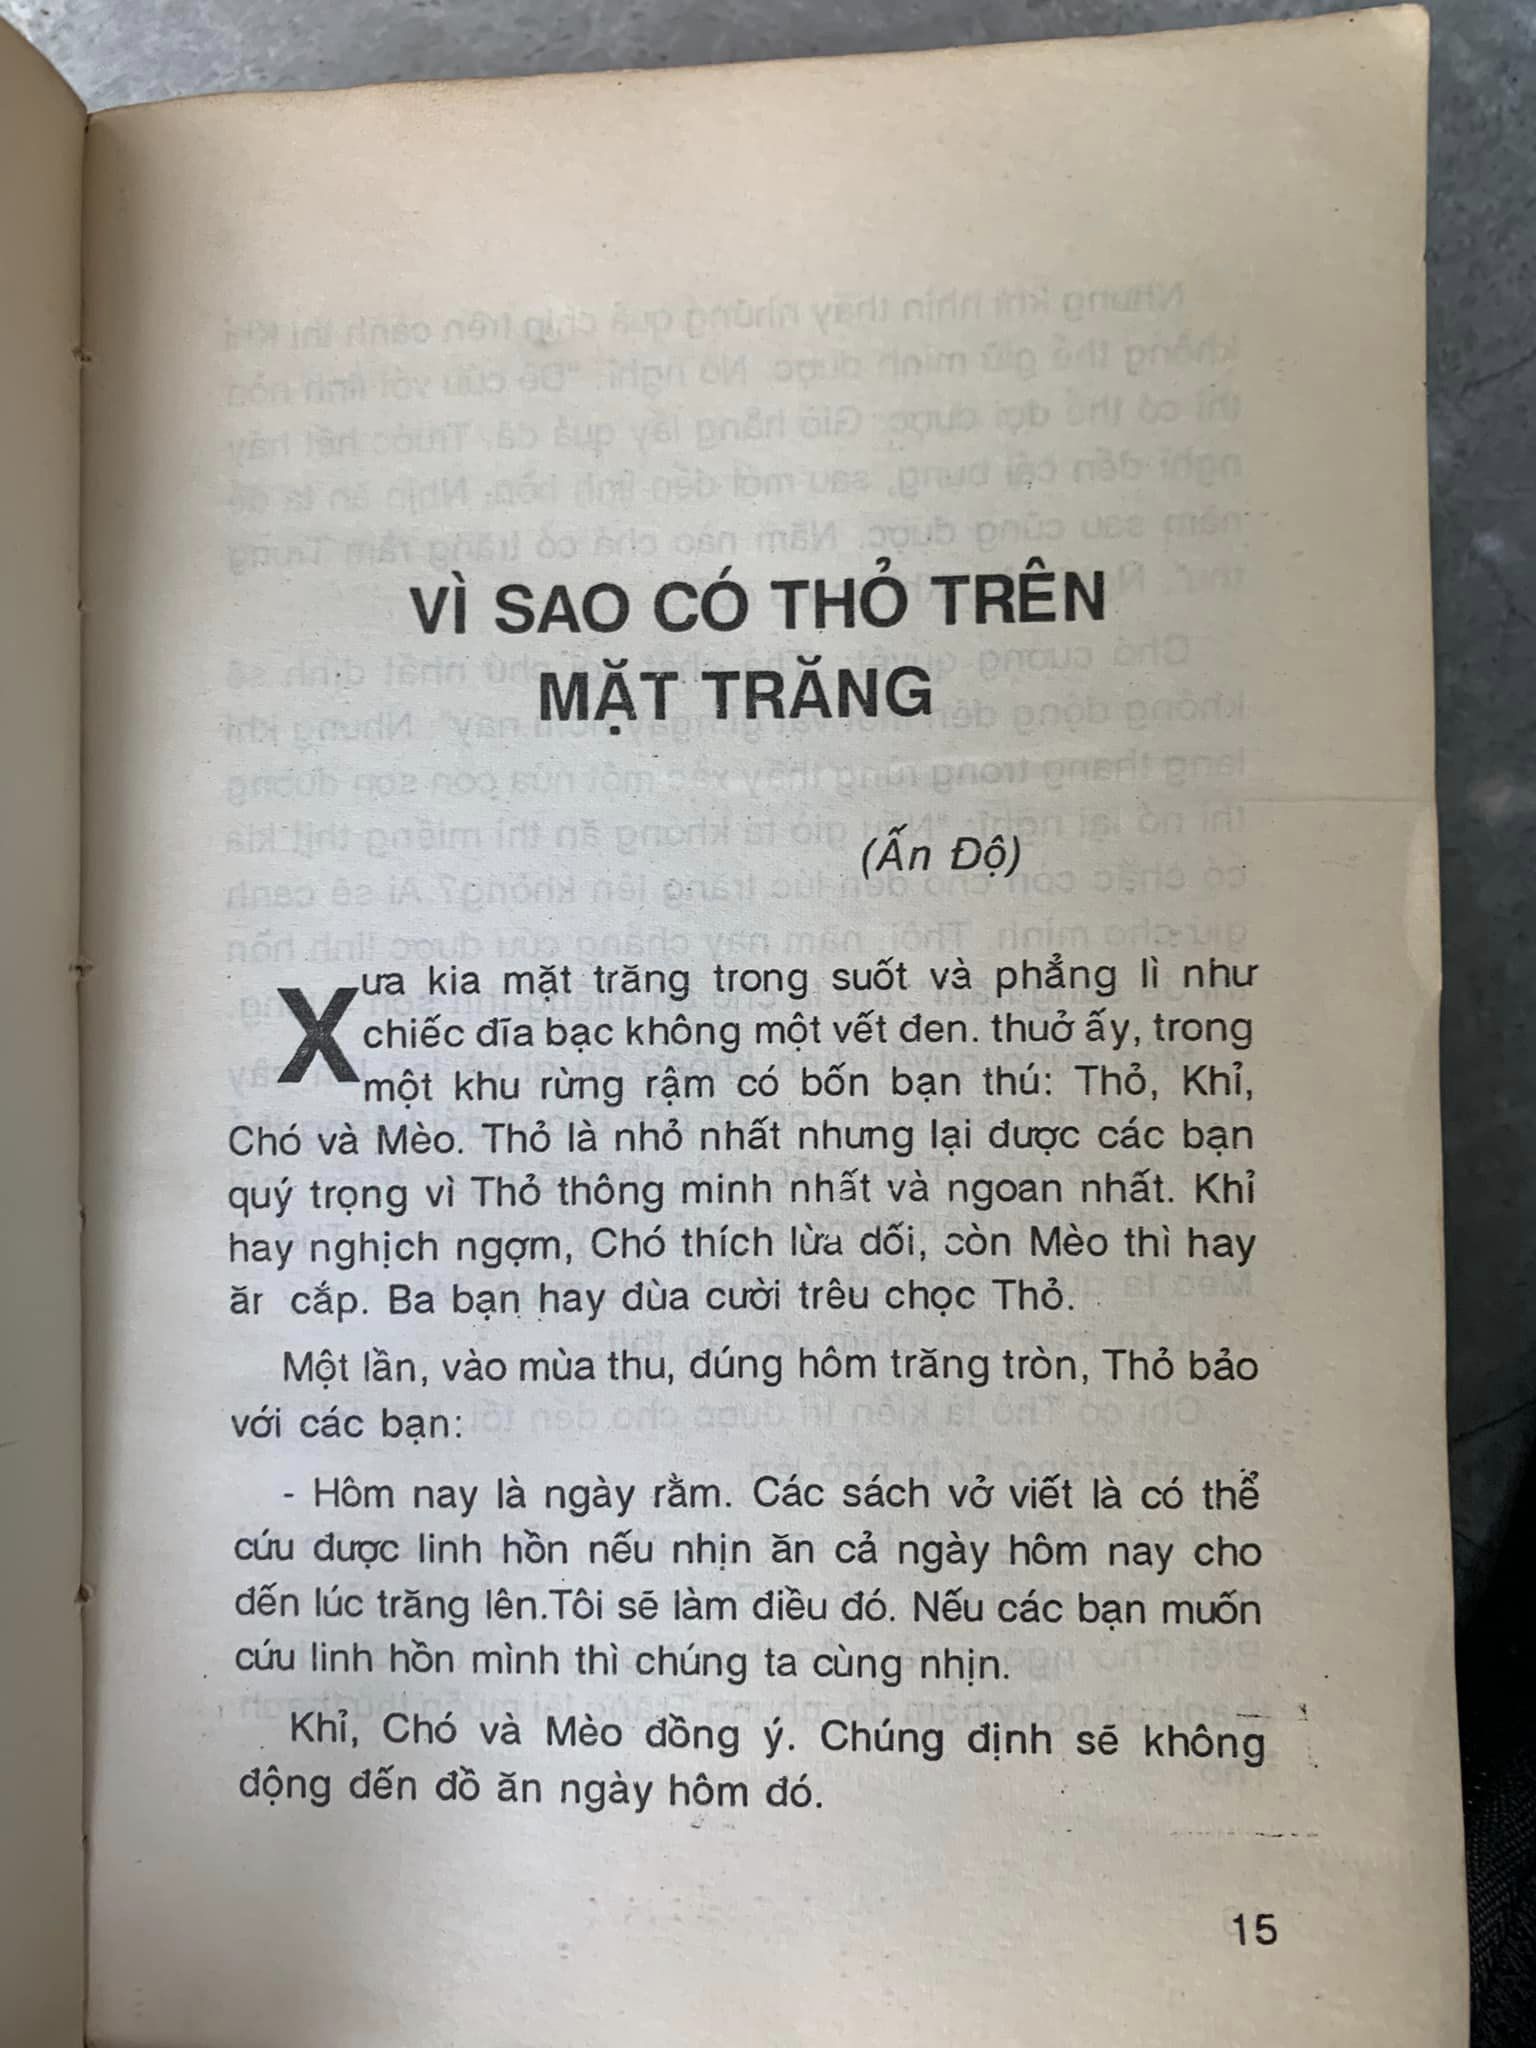 VÌ SAO CÓ THỎ TRÊN
MẶT TRĂNG
(Ấn Độ)
Xưa kia mặt trăng trong suốt và phẳng lì như
chiếc đĩa bạc không một vết đen. thuở ấy, trong
một khu rừng rậm có bốn bạn thú: Thỏ, Khỉ,
Chó và Mèo. Thỏ là nhỏ nhất nhưng lại được các bạn
quý trọng vì Thỏ thông minh nhất và ngoan nhất. Khỉ
hay nghịch ngợm, Chó thích lừa dối, còn Mèo thì hay
ăn cắp. Ba bạn hay đùa cười trêu chọc Thỏ.
Một lần, vào mùa thu, đúng hôm trăng tròn, Thỏ bảo
với các bạn:
- Hôm nay là ngày rằm. Các sách vở viết là có thể
cứu được linh hồn nếu nhịn ăn cả ngày hôm nay cho
đến lúc trăng lên.Tôi sẽ làm điều đó. Nếu các bạn muốn
cứu linh hồn mình thì chúng ta cùng nhịn.
Khỉ, Chó và Mèo đồng ý. Chúng định sẽ không
động đến đồ ăn ngày hôm đó.
15